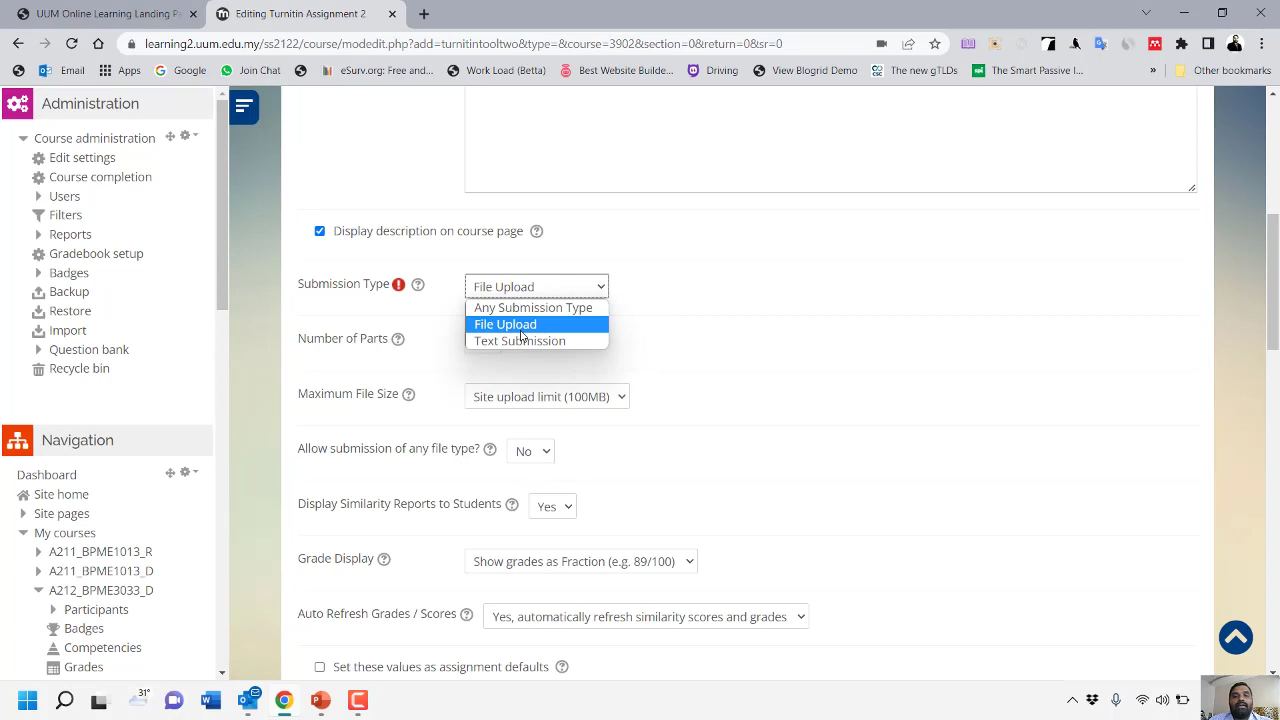 UUM Online Learning Landing P
Editing Turnitin Assignment 2
learning2.uum.edu.my/ss2122/course/modedit.php?add=turnitintooltwo&type=&course=3902&section=0&return=0&sr=0
Email
Apps
Google
Join Chat
eSurv.org: Free and...
Work Load (Betta)
Best Website Builde...
Driving
View Blogrid Demo
The new gTLDs
The Smart Passive I...
»
Other bookmarks
Administration
Course administration
Edit settings
Course completion
Users
Filters
Reports
Gradebook setup
Badges
Backup
Restore
Import
Question bank
Recycle bin
Navigation
Dashboard
Site home
Site pages
My courses
A211_BPME1013_R
A211_BPME1013_D
A212_BPME3033_D
Participants
Badges
Competencies
Grades
Display description on course page
Submission Type
File Upload
Any Submission Type
File Upload
Text Submission
Number of Parts
Maximum File Size
Site upload limit (100MB)
Allow submission of any file type?
No
Display Similarity Reports to Students
Yes
Grade Display
Show grades as Fraction (e.g. 89/100)
Auto Refresh Grades / Scores
Yes, automatically refresh similarity scores and grades
Set these values as assignment defaults
31°